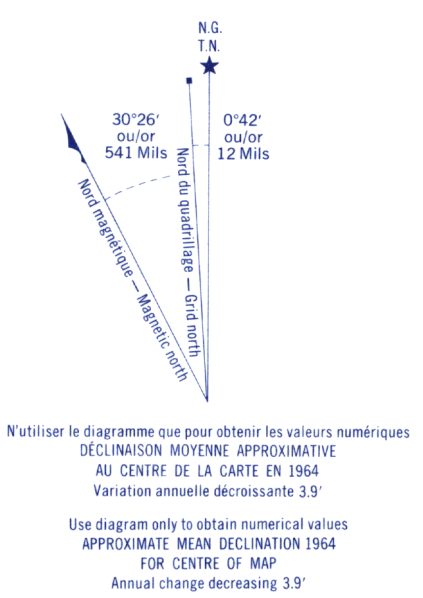 N.G.
T.N.
30°26′
ou/or
541 Mils
0°42′
ou/or
12 Mils
Nord magnétique — Magnetic north
Nord du quadrillage — Grid north
N'utiliser le diagramme que pour obtenir les valeurs numériques
DÉCLINAISON MOYENNE APPROXIMATIVE
AU CENTRE DE LA CARTE EN 1964
Variation annuelle décroissante 3.9′
Use diagram only to obtain numerical values
APPROXIMATE MEAN DECLINATION 1964
FOR CENTRE OF MAP
Annual change decreasing 3.9′